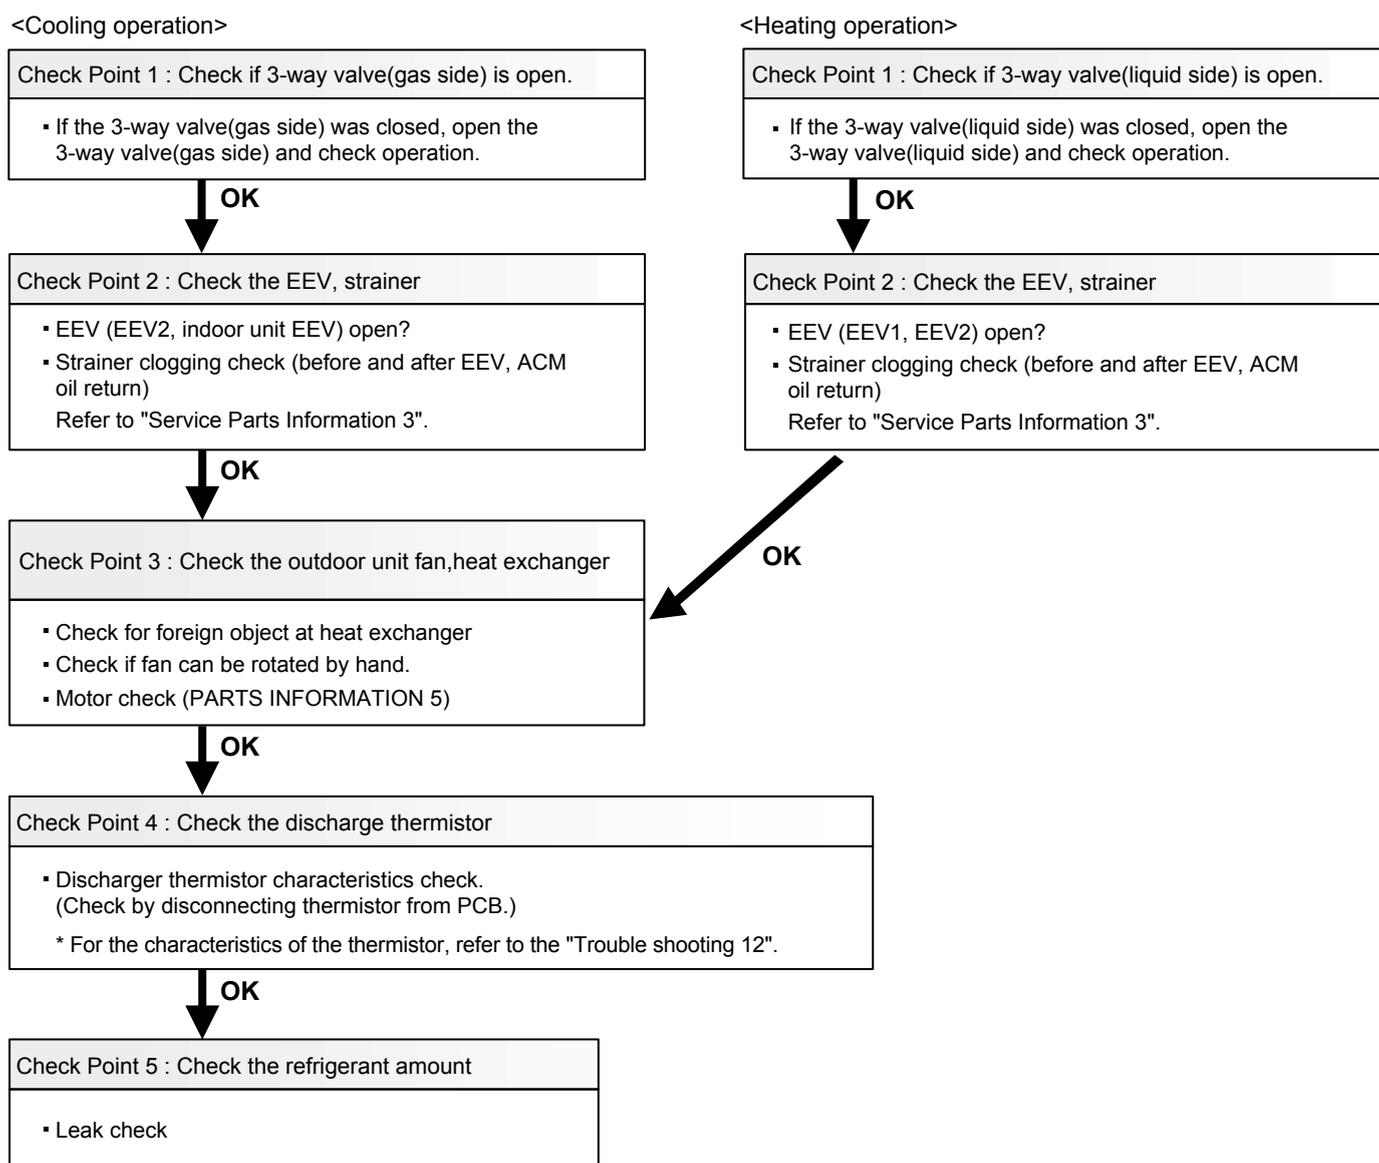 <Cooling operation>
Check Point 1 : Check if 3-way valve(gas side) is open.
▪ If the 3-way valve(gas side) was closed, open the
3-way valve(gas side) and check operation.
OK
Check Point 2 : Check the EEV, strainer
▪ EEV (EEV2, indoor unit EEV) open?
▪ Strainer clogging check (before and after EEV, ACM
oil return)
Refer to "Service Parts Information 3".
OK
<Heating operation>
Check Point 1 : Check if 3-way valve(liquid side) is open.
▪ If the 3-way valve(liquid side) was closed, open the
3-way valve(liquid side) and check operation.
OK
Check Point 2 : Check the EEV, strainer
▪ EEV (EEV1, EEV2) open?
▪ Strainer clogging check (before and after EEV, ACM
oil return)
Refer to "Service Parts Information 3".
OK
Check Point 3 : Check the outdoor unit fan,heat exchanger
▪ Check for foreign object at heat exchanger
▪ Check if fan can be rotated by hand.
▪ Motor check (PARTS INFORMATION 5)
OK
Check Point 4 : Check the discharge thermistor
▪ Discharger thermistor characteristics check.
(Check by disconnecting thermistor from PCB.)
* For the characteristics of the thermistor, refer to the "Trouble shooting 12".
OK
Check Point 5 : Check the refrigerant amount
▪ Leak check